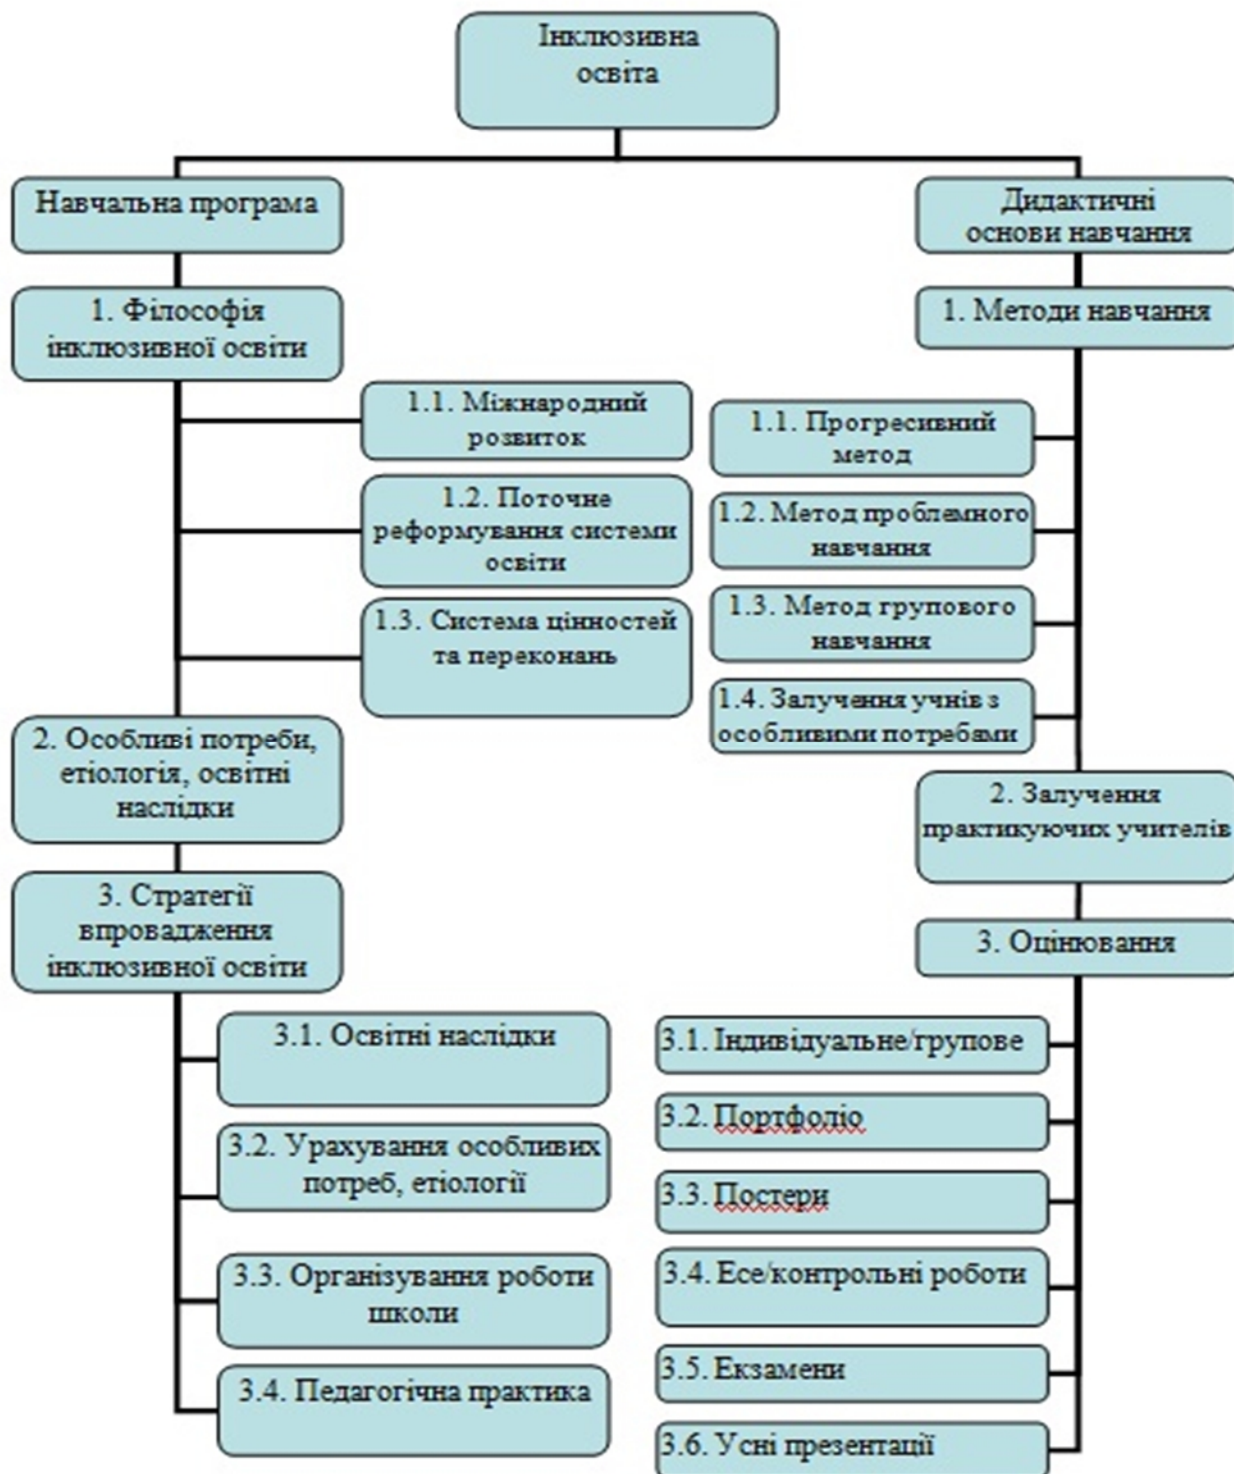 Інклюзивна
освіта
Навчальна програма
Дидактичні
основи навчання
1. Філософія
інклюзивної освіти
1. Методи навчання
1.1. Міжнародний
розвиток
1.2. Поточне
реформування системи
освіти
1.3. Система цінностей
та переконань
1.1. Прогресивний
метод
1.2. Метод проблемного
навчання
1.3. Метод групового
навчання
1.4. Залучення учнів з
особливими потребами
2. Особливі потреби,
етіологія, освітні
наслідки
2. Залучення
практикуючих учителів
3. Стратегії
впровадження
інклюзивної освіти
3. Оцінювання
3.1. Освітні наслідки
3.2. Урахування особливих
потреб, етіології
3.3. Організування роботи
школи
3.4. Педагогічна практика
3.1. Індивідуальне/групове
3.2. Портфоліо
3.3. Постери
3.4. Есе/контрольні роботи
3.5. Екзамени
3.6. Усні презентації